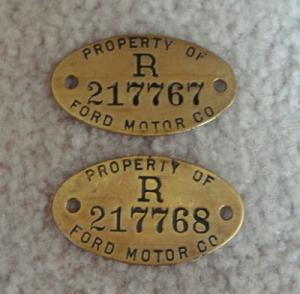 PROPERTY OF
R
217767
FORD MOTOR CO
PROPERTY OF
R
217768
FORD MOTOR CO